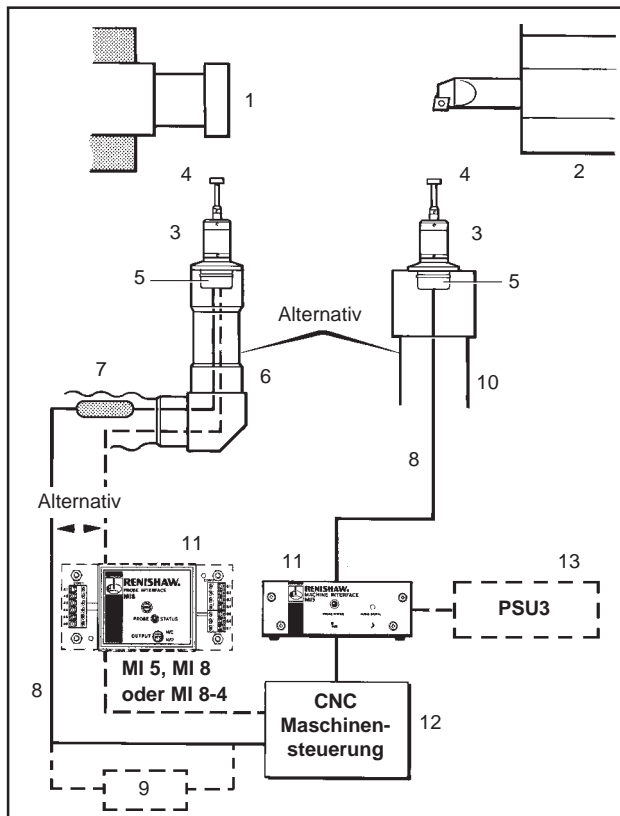 1
2
4
4
3
3
5
5
Alternativ
7
6
10
8
Alternativ
11
11
13
RENISHAW.
PROBE INTERFACE
MI8
PROBE STATUS
OUTPUT
N/C
N/O
RENISHAW.
MACHINE INTERFACE
MI5
PSU3
MI 5, MI 8
oder MI 8-4
8
CNC
Maschinen-
steuerung
12
9